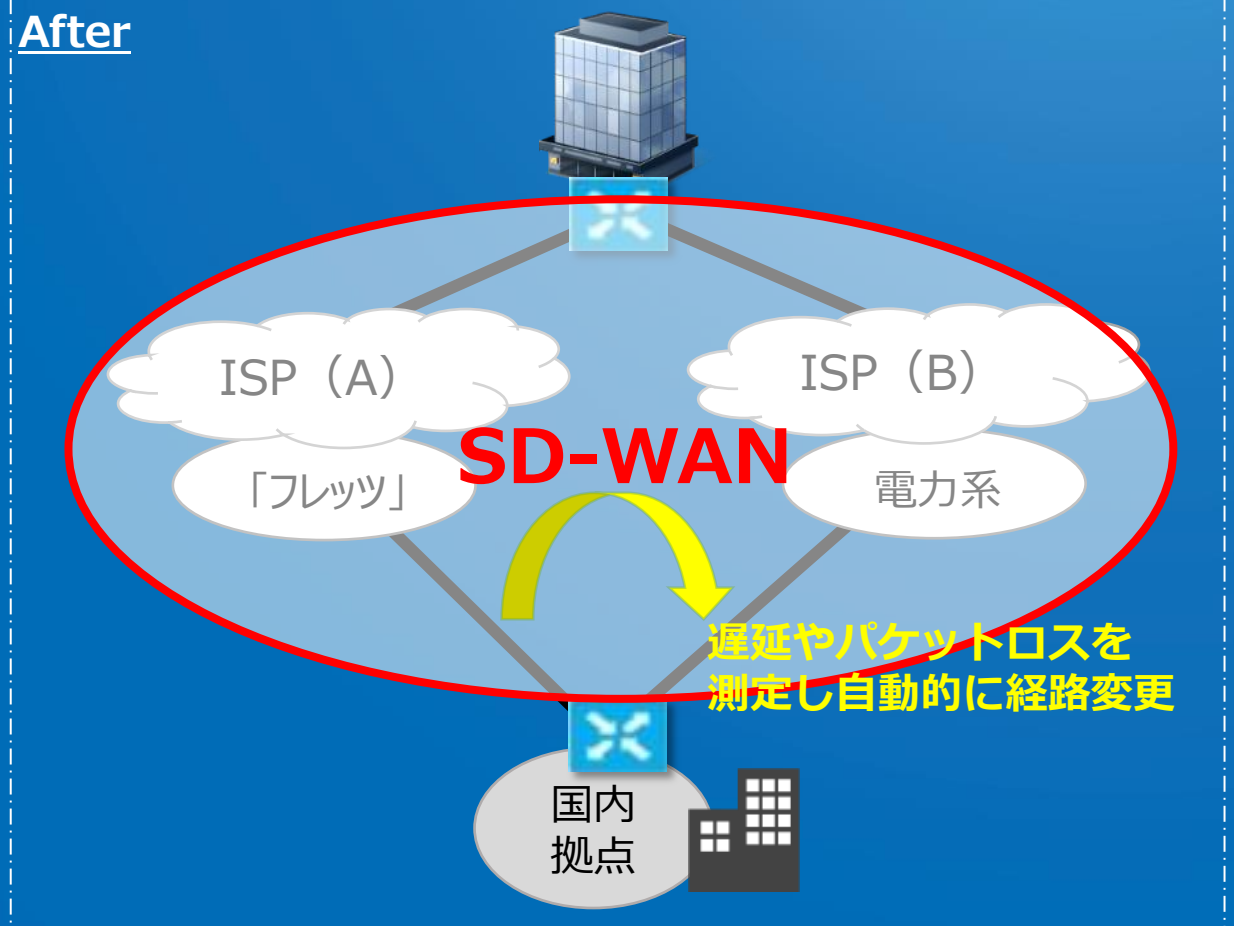 After
ISP（A）
ISP（B）
SD-WAN
「フレッツ」
電力系
遅延やパケットロスを
測定し自動的に経路変更
国内
拠点